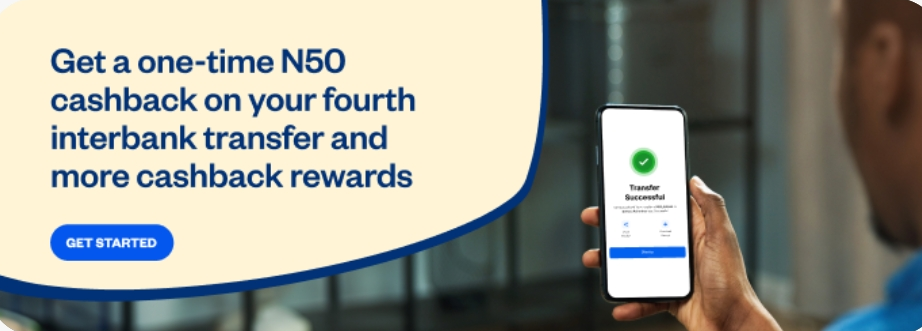 Get a one-time N50
cashback on your fourth
interbank transfer and
more cashback rewards
GET STARTED
Transfer
Successful